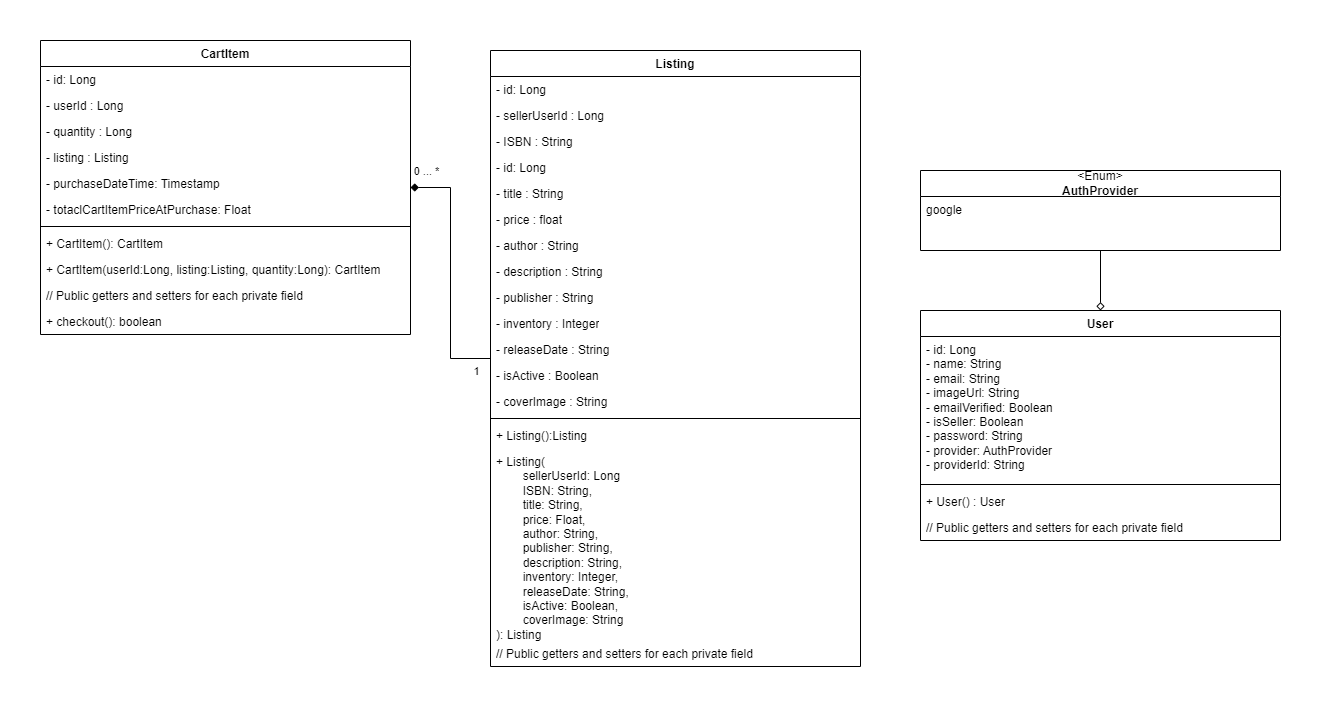 CartItem
- id: Long
- userId : Long
- quantity : Long
- listing : Listing
- purchaseDateTime: Timestamp
- totaclCartItemPriceAtPurchase: Float
+ CartItem(): CartItem
+ CartItem(userId:Long, listing:Listing, quantity:Long): CartItem
// Public getters and setters for each private field
+ checkout(): boolean
0 ... *
1
Listing
- id: Long
- sellerUserId : Long
- ISBN : String
- id: Long
- title : String
- price : float
- author : String
- description : String
- publisher : String
- inventory : Integer
- releaseDate : String
- isActive : Boolean
- coverImage : String
+ Listing():Listing
+ Listing(
sellerUserId: Long
ISBN: String,
title: String,
price: Float,
author: String,
publisher: String,
description: String,
inventory: Integer,
releaseDate: String,
isActive: Boolean,
coverImage: String
): Listing
// Public getters and setters for each private field
<Enum>
AuthProvider
google
User
- id: Long
- name: String
- email: String
- imageUrl: String
- emailVerified: Boolean
- isSeller: Boolean
- password: String
- provider: AuthProvider
- providerId: String
+ User() : User
// Public getters and setters for each private field